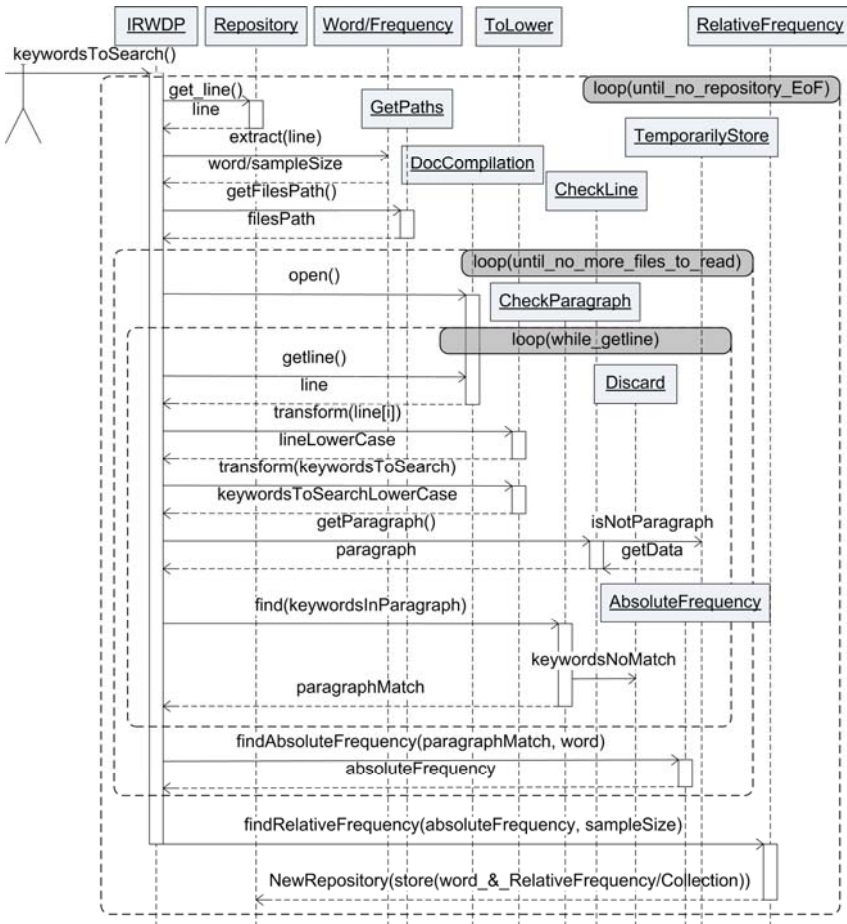 IRWDP Repository Word/Frequency ToLower RelativeFrequency
keywordsToSearch()
loop(until_no_repository_EoF)
get_line()
line
GetPaths
extract(line)
TemporarilyStore
word/sampleSize
DocCompilation
getFilesPath()
CheckLine
filesPath
loop(until_no_more_files_to_read)
open()
CheckParagraph
loop(while_getline)
getline()
line
Discard
transform(line[i])
lineLowerCase
transform(keywordsToSearch)
keywordsToSearchLowerCase
getParagraph()
isNotParagraph
paragraph
getData
find(keywordsInParagraph)
AbsoluteFrequency
keywordsNoMatch
paragraphMatch
findAbsoluteFrequency(paragraphMatch, word)
absoluteFrequency
findRelativeFrequency(absoluteFrequency, sampleSize)
NewRepository(store(word_&_RelativeFrequency/Collection))